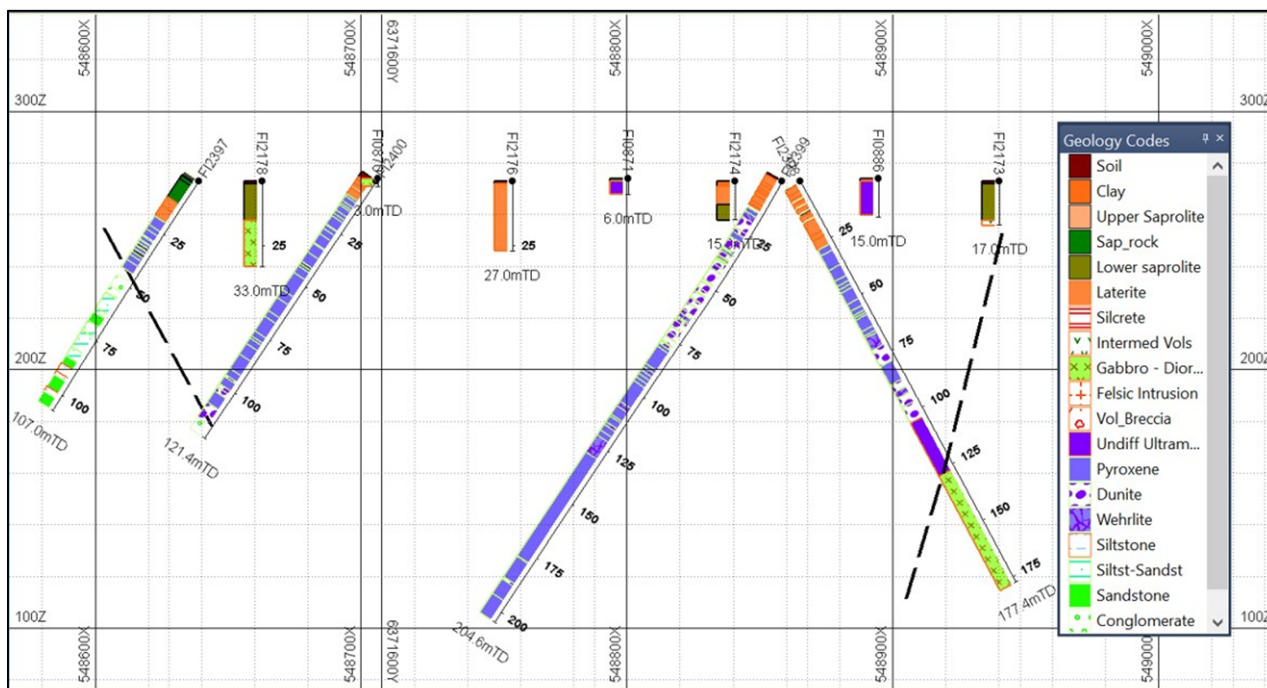 548600X
548700X
6371600Y
548800X
548900X
549000X
300Z
300Z
200Z
200Z
100Z
100Z
FI2397
25
50
75
100
107.0mTD
FI2178
25
33.0mTD
3.0mTD
25
50
75
100
121.4mTD
FI2176
25
27.0mTD
FI0871
6.0mTD
FI2174
25
50
75
100
125
150
175
200
204.6mTD
25
50
75
100
125
150
175
177.4mTD
FI0886
15.0mTD
FI2173
17.0mTD
Geology Codes
Soil
Clay
Upper Saprolite
Sap_rock
Lower saprolite
Laterite
Silcrete
Intermed Vols
Gabbro - Dior...
Felsic Intrusion
Vol_Breccia
Undiff Ultram...
Pyroxene
Dunite
Wehrlite
Siltstone
Siltst-Sandst
Sandstone
Conglomerate